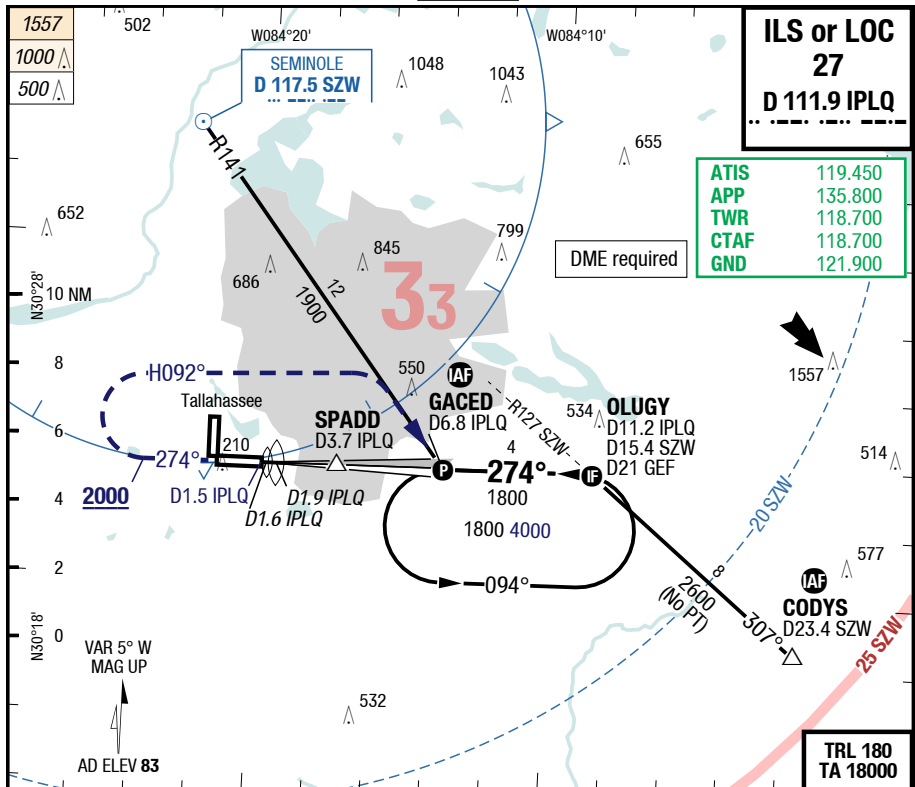 1557
1000
500
502
W084°20'
W084°10'
ILS or LOC
27
D 111.9 IPLQ
SEMINOLE
D 117.5 SZW
1048
1043
655
ATIS 119.450
APP 135.800
TWR 118.700
CTAF 118.700
GND 121.900
R141
652
799
845
686
DME required
33
12
1900
N30°28'
10 NM
8
6
4
2
0
N30°18'
H092°
550
IAF
GACED
D6.8 IPLQ
R127 SZW
534
OLUGY
D11.2 IPLQ
D15.4 SZW
D21 GEF
1557
514
Tallahassee
SPADD
D3.7 IPLQ
210
274°
2000
D1.5 IPLQ
D1.9 IPLQ
D1.6 IPLQ
P
4
274°
IF
1800
1800 4000
094°
20 SZW
577
8
2600
(No PT)
307°
IAF
CODYS
D23.4 SZW
25 SZW
VAR 5° W
MAG UP
532
AD ELEV 83
TRL 180
TA 18000